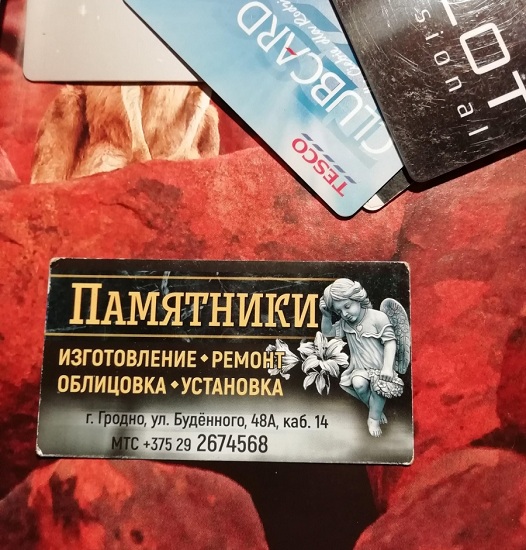 CLUBCARD
TESCO
LOT
ssional
ПАМЯТНИКИ
ИЗГОТОВЛЕНИЕ • РЕМОНТ
ОБЛИЦОВКА • УСТАНОВКА
г. Гродно, ул. Будённого, 48А, каб. 14
МТС +375 29 2674568